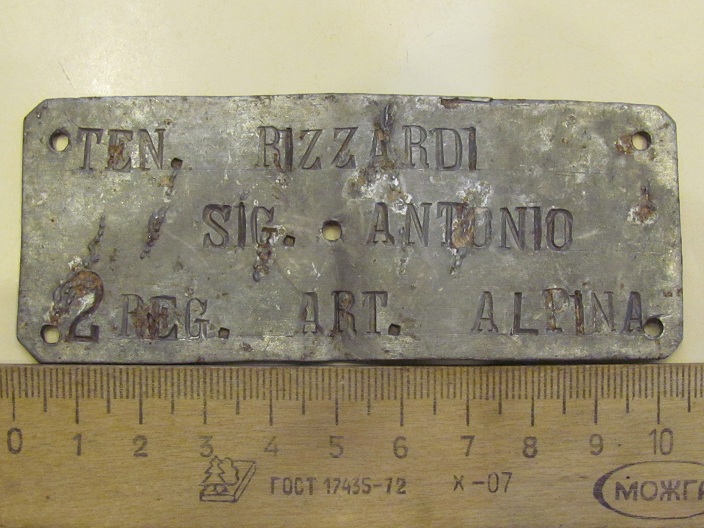 TEN. RIZZARDI
SIG. ANTONIO
2 REG. ART. ALPINA
0 1 2 3 4 5 6 7 8 9 10
ГОСТ 17435-72 X-07